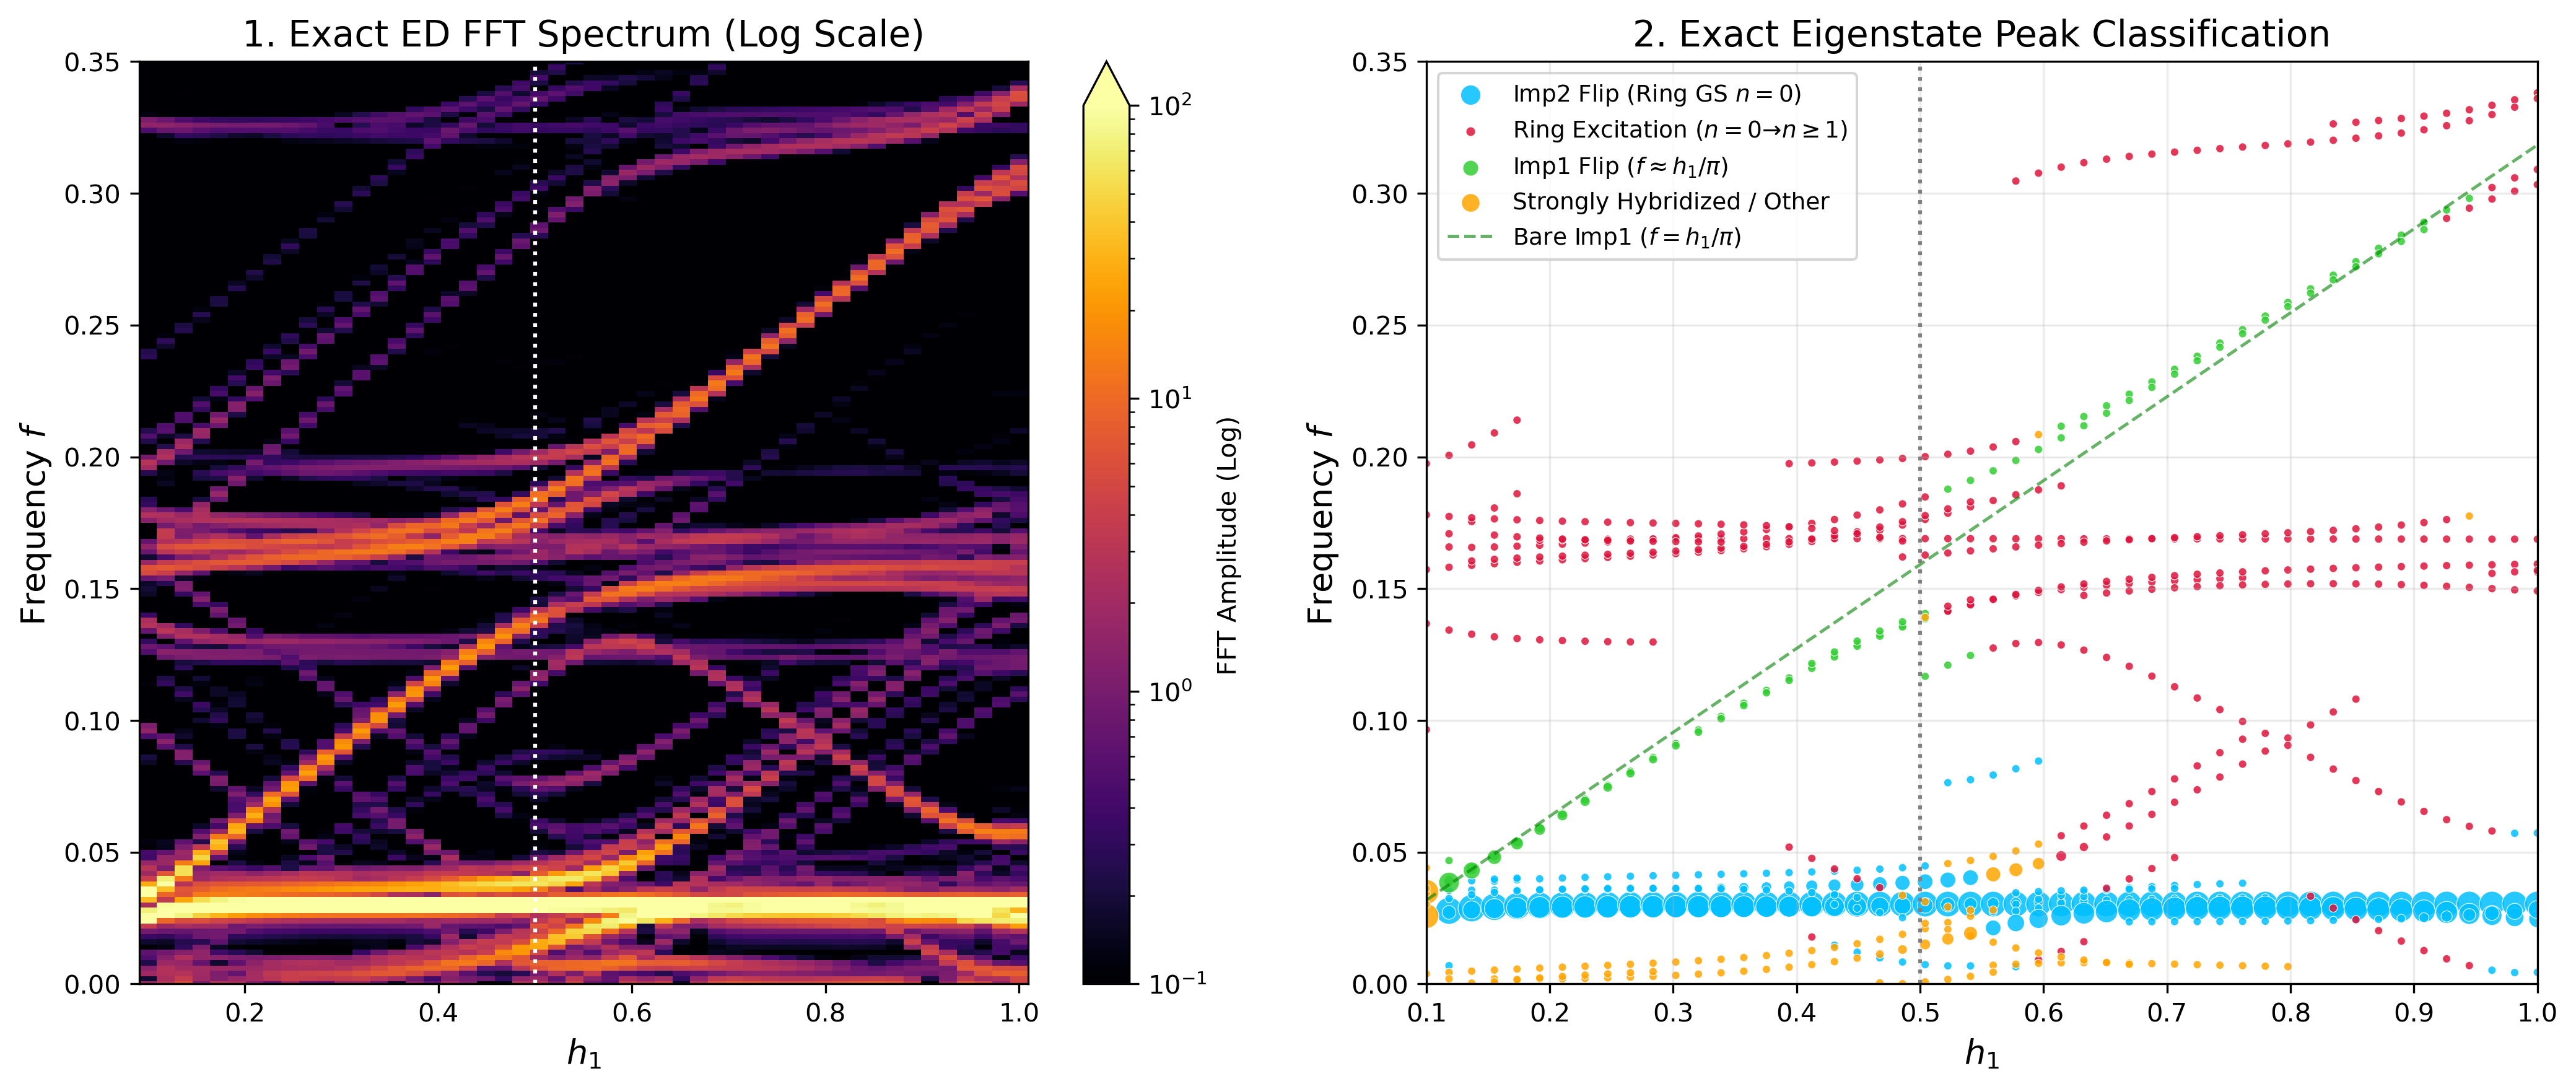 1. Exact ED FFT Spectrum (Log Scale)
Frequency f
0.35
0.30
0.25
0.20
0.15
0.10
0.05
0.00
0.2
0.4
0.6
0.8
1.0
h₁
10²
10¹
10⁰
10⁻¹
FFT Amplitude (Log)
2. Exact Eigenstate Peak Classification
Imp2 Flip (Ring GS n = 0)
Ring Excitation (n = 0→n ≥ 1)
Imp1 Flip (f ≈ h₁/π)
Strongly Hybridized / Other
Bare Imp1 (f = h₁/π)
Frequency f
0.35
0.30
0.25
0.20
0.15
0.10
0.05
0.00
0.1
0.2
0.3
0.4
0.5
0.6
0.7
0.8
0.9
1.0
h₁